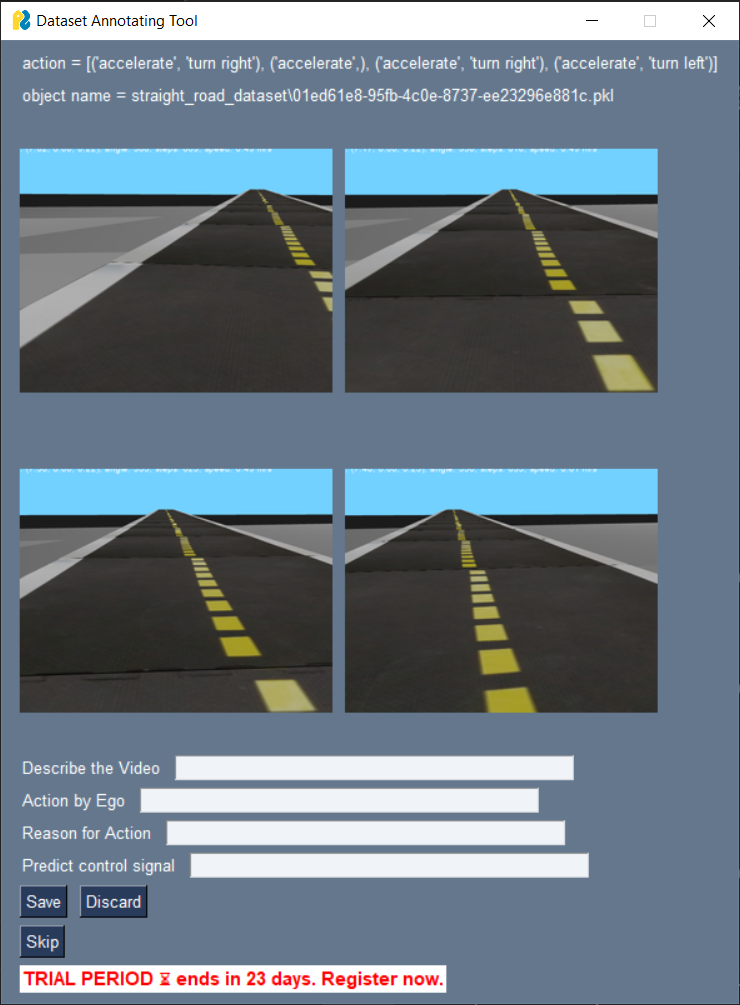 Dataset Annotating Tool
action = [('accelerate', 'turn right'), ('accelerate',), ('accelerate', 'turn right'), ('accelerate', 'turn left')]
object name = straight_road_dataset\01ed61e8-95fb-4c0e-8737-ee23296e881c.pkl
Describe the Video
Action by Ego
Reason for Action
Predict control signal
Save Discard
Skip
TRIAL PERIOD ⏳ ends in 23 days. Register now.